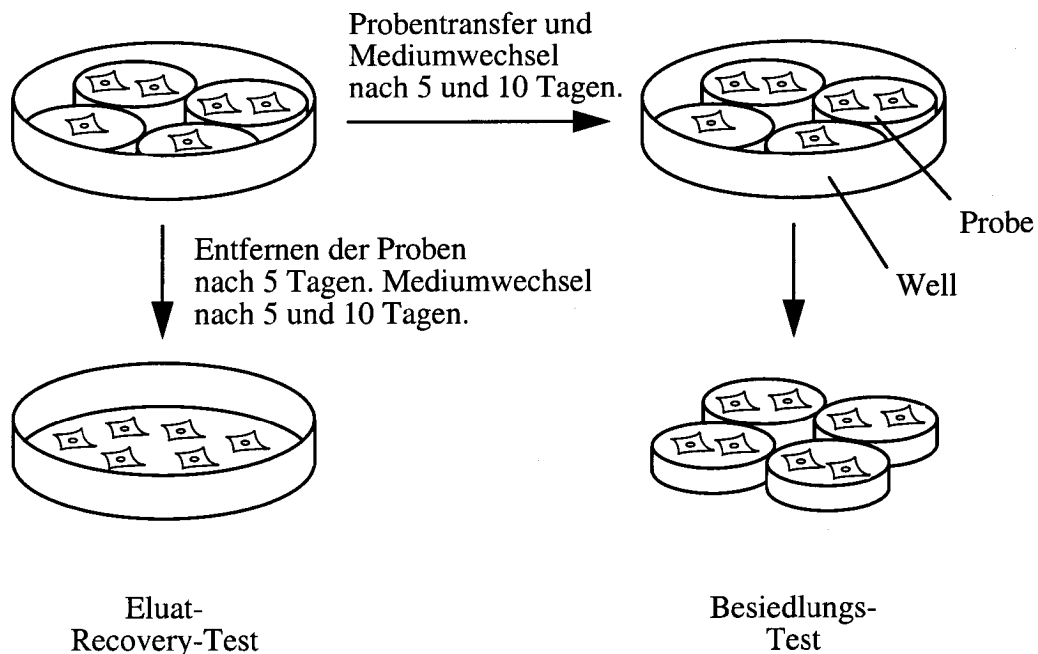 Probentransfer und
Mediumwechsel
nach 5 und 10 Tagen.
Probe
Well
Entfernen der Proben
nach 5 Tagen. Mediumwechsel
nach 5 und 10 Tagen.
Eluat-
Recovery-Test
Besiedlungs-
Test